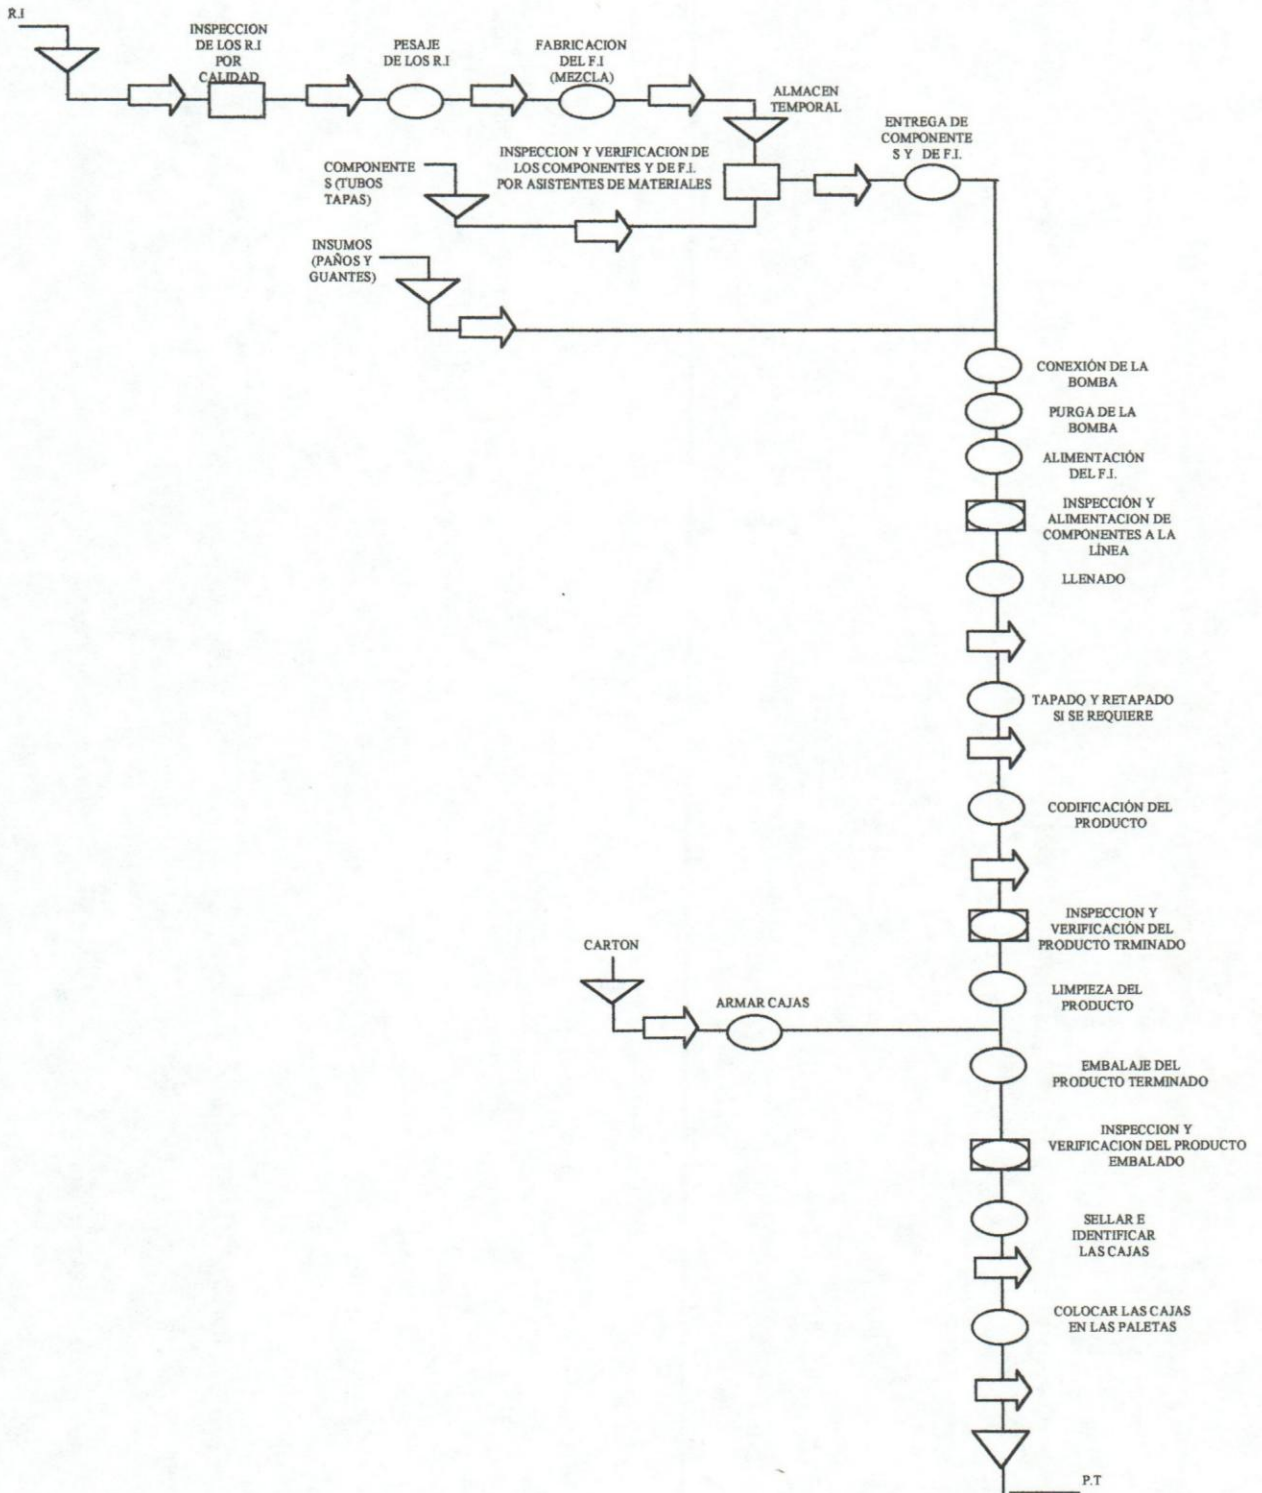 R.I
INSPECCION
DE LOS R.I
POR
CALIDAD
PESAJE
DE LOS R.I
FABRICACION
DEL F.I
(MEZCLA)
ALMACEN
TEMPORAL
ENTREGA DE
COMPONENTE
S Y DE F.I.
COMPONENTE
S (TUBOS
TAPAS)
INSPECCION Y VERIFICACION DE
LOS COMPONENTES Y DE F.I.
POR ASISTENTES DE MATERIALES
INSUMOS
(PAÑOS Y
GUANTES)
CONEXIÓN DE LA
BOMBA
PURGA DE LA
BOMBA
ALIMENTACIÓN
DEL F.I.
INSPECCIÓN Y
ALIMENTACION DE
COMPONENTES A LA
LÍNEA
LLENADO
TAPADO Y RETAPADO
SI SE REQUIERE
CODIFICACIÓN DEL
PRODUCTO
INSPECCION Y
VERIFICACIÓN DEL
PRODUCTO TRMINADO
CARTON
ARMAR CAJAS
LIMPIEZA DEL
PRODUCTO
EMBALAJE DEL
PRODUCTO TERMINADO
INSPECCION Y
VERIFICACION DEL PRODUCTO
EMBALADO
SELLAR E
IDENTIFICAR
LAS CAJAS
COLOCAR LAS CAJAS
EN LAS PALETAS
P.T